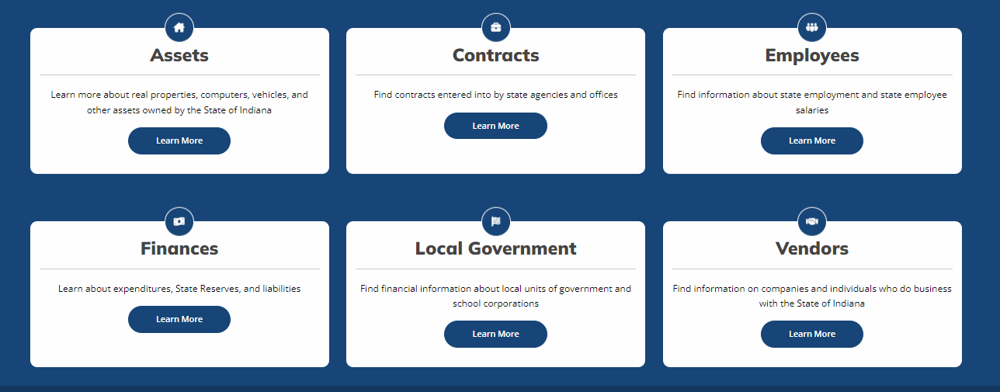 Assets
Learn more about real properties, computers, vehicles, and
other assets owned by the State of Indiana
Learn More
Contracts
Find contracts entered into by state agencies and offices
Learn More
Employees
Find information about state employment and state employee
salaries
Learn More
Finances
Learn about expenditures, State Reserves, and liabilities
Learn More
Local Government
Find financial information about local units of government and
school corporations
Learn More
Vendors
Find information on companies and individuals who do business
with the State of Indiana
Learn More